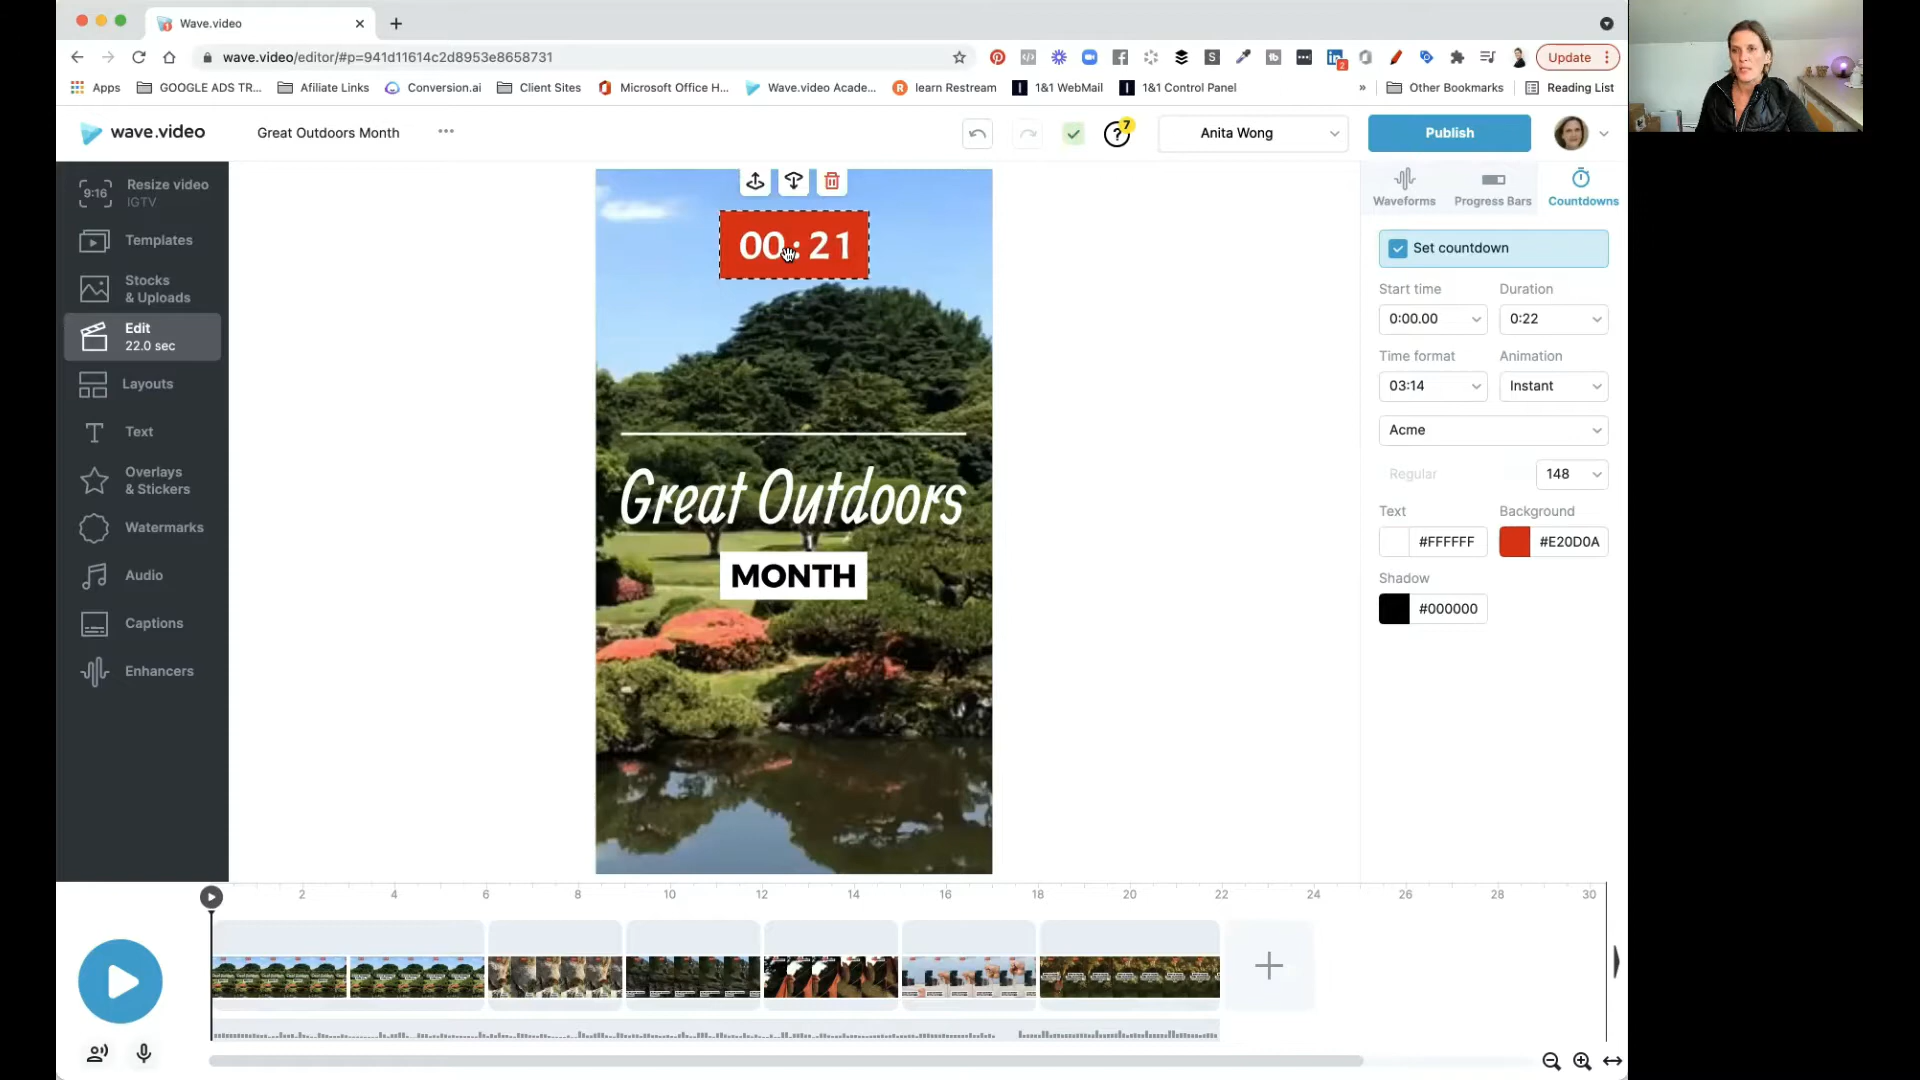 Wave.video
wave.video/editor/#p=941d11614c2d8953e8658731
Update
Apps
GOOGLE ADS TR...
Afiliate Links
Conversion.ai
Client Sites
Microsoft Office H...
Wave.video Acade...
learn Restream
1&1 WebMail
1&1 Control Panel
»
Other Bookmarks
Reading List
wave.video
Great Outdoors Month
7
Anita Wong
Publish
9:16
Resize video
IGTV
Templates
Stocks
& Uploads
Edit
22.0 sec
Layouts
Text
Overlays
& Stickers
Watermarks
Audio
Captions
Enhancers
00:21
Great Outdoors
MONTH
Waveforms
Progress Bars
Countdowns
Set countdown
Start time
Duration
0:00.00
0:22
Time format
Animation
03:14
Instant
Acme
Regular
148
Text
Background
#FFFFFF
#E20D0A
Shadow
#000000
2 4 6 8 10 12 14 16 18 20 22 24 26 28 30